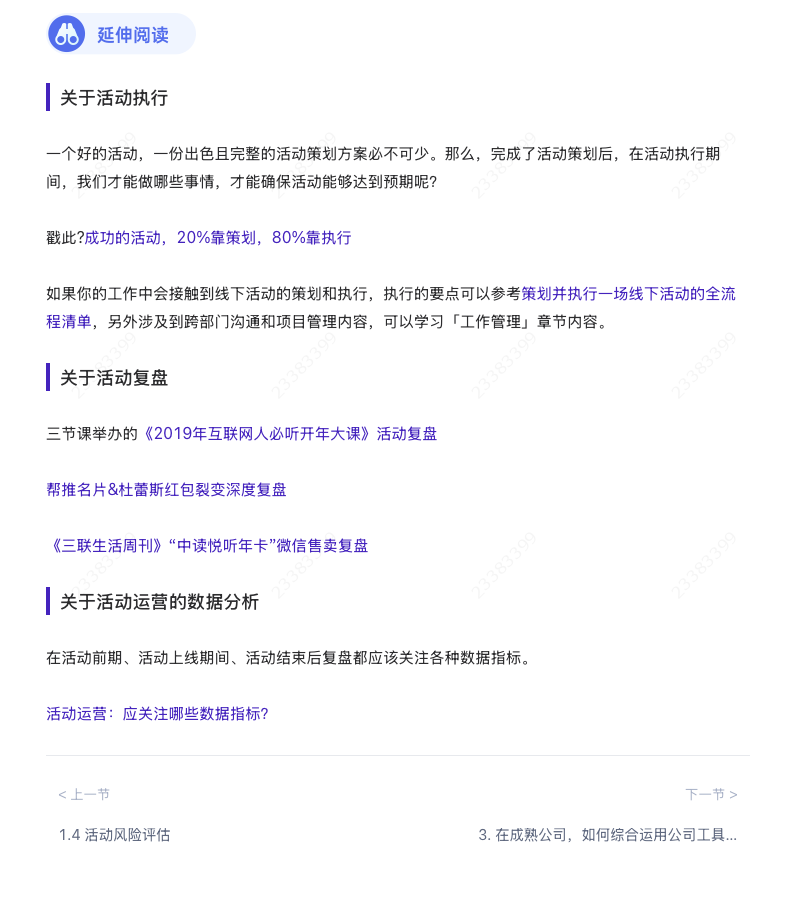 延伸阅读
关于活动执行
一个好的活动，一份出色且完整的活动策划方案必不可少。那么，完成了活动策划后，在活动执行期
间，我们才能做哪些事情，才能确保活动能够达到预期呢?
戳此?成功的活动，20%靠策划，80%靠执行
如果你的工作中会接触到线下活动的策划和执行，执行的要点可以参考策划并执行一场线下活动的全流
程清单，另外涉及到跨部门沟通和项目管理内容，可以学习「工作管理」章节内容。
关于活动复盘
三节课举办的《2019年互联网人必听开年大课》活动复盘
帮推名片&杜蕾斯红包裂变深度复盘
《三联生活周刊》“中读悦听年卡”微信售卖复盘
关于活动运营的数据分析
在活动前期、活动上线期间、活动结束后复盘都应该关注各种数据指标。
活动运营：应关注哪些数据指标?
< 上一节
下一节 >
1.4 活动风险评估
3. 在成熟公司，如何综合运用公司工具...
23383399
23383399
23383399
23383399
23383399
23383399
23383399
23383399
23383399
23383399
23383399
23383399